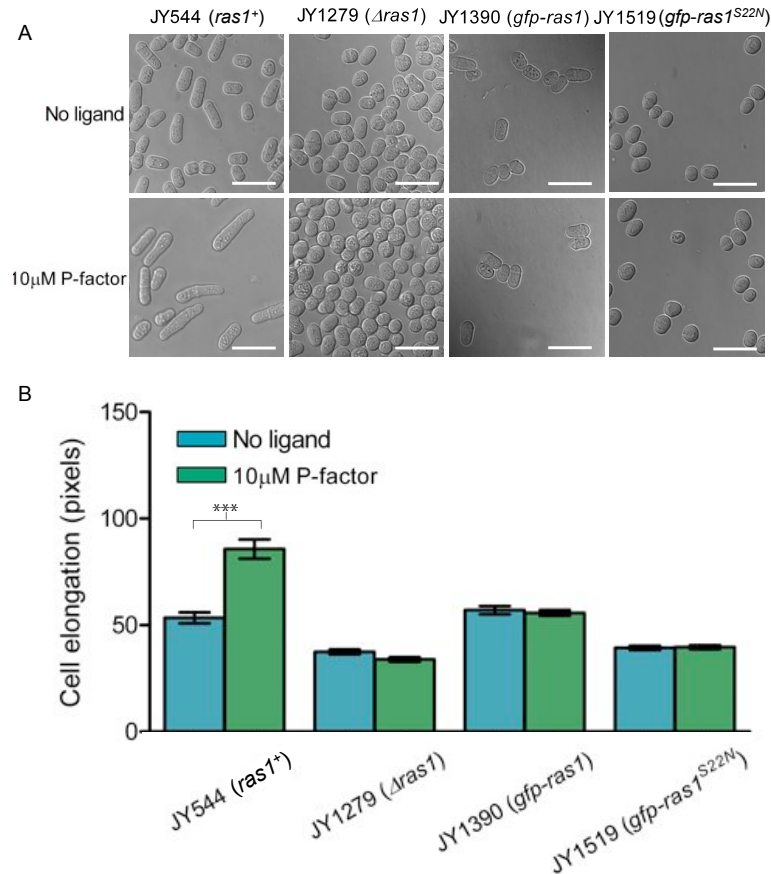 A
JY544 (ras1⁺) JY1279 (Δras1) JY1390 (gfp-ras1) JY1519 (gfp-ras1ˢ²²ᴺ)
No ligand
10μM P-factor
B
Cell elongation (pixels)
150
100
50
0
No ligand
10μM P-factor
***
JY544 (ras1⁺)
JY1279 (Δras1)
JY1390 (gfp-ras1)
JY1519 (gfp-ras1ˢ²²ᴺ)